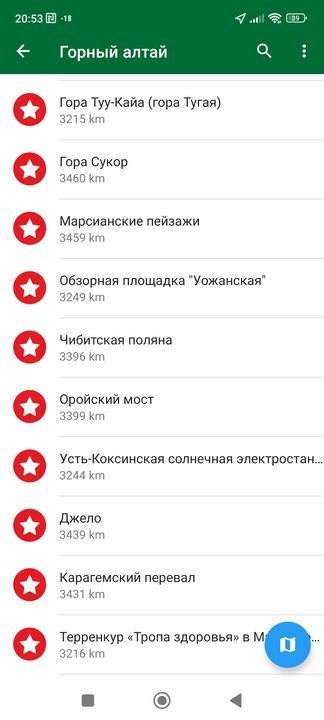 20:53 -18 39
Горный алтай
Гора Туу-Кайа (гора Тугая)
3215 km
Гора Сукор
3460 km
Марсианские пейзажи
3459 km
Обзорная площадка "Уожанская"
3249 km
Чибитская поляна
3396 km
Оройский мост
3399 km
Усть-Коксинская солнечная электростан...
3244 km
Джело
3439 km
Карагемский перевал
3431 km
Терренкур «Тропа здоровья» в
3216 km